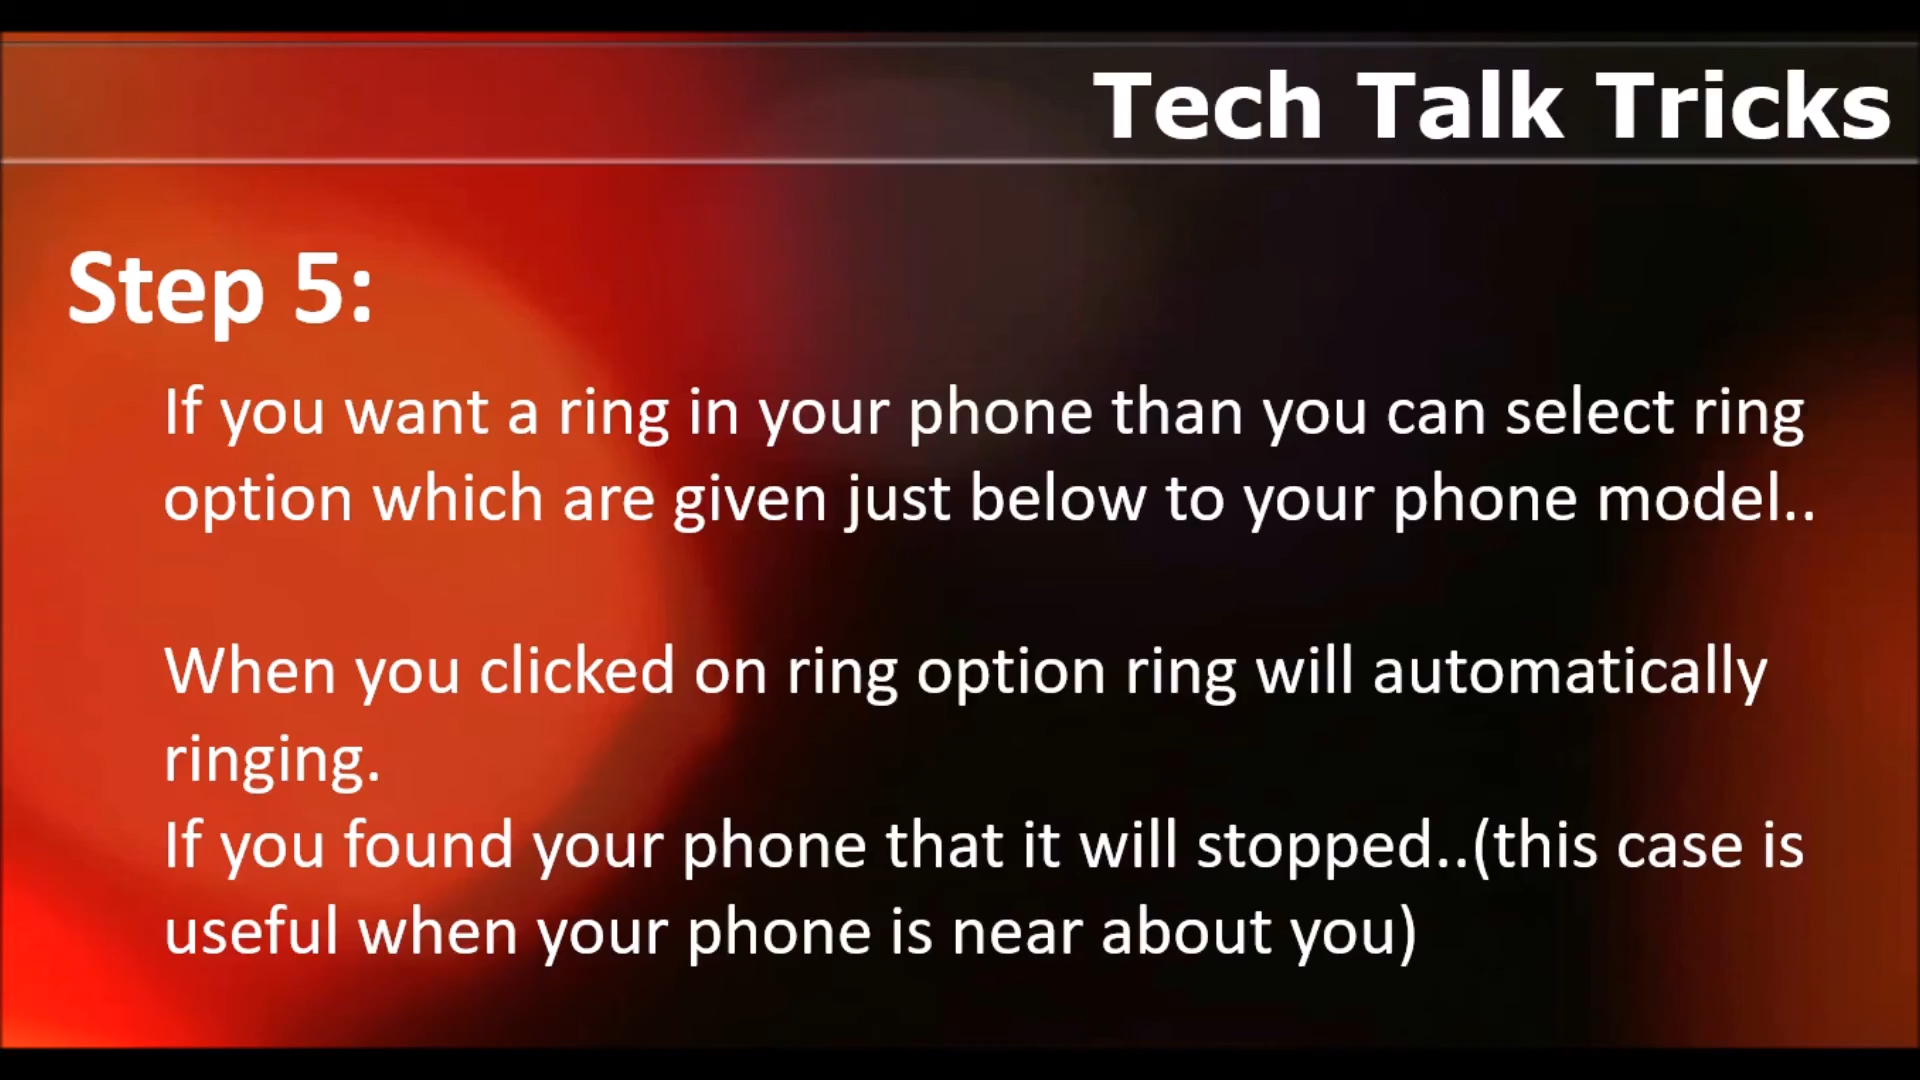 Tech Talk Tricks
Step 5:
If you want a ring in your phone than you can select ring
option which are given just below to your phone model..
When you clicked on ring option ring will automatically
ringing.
If you found your phone that it will stopped..(this case is
useful when your phone is near about you)